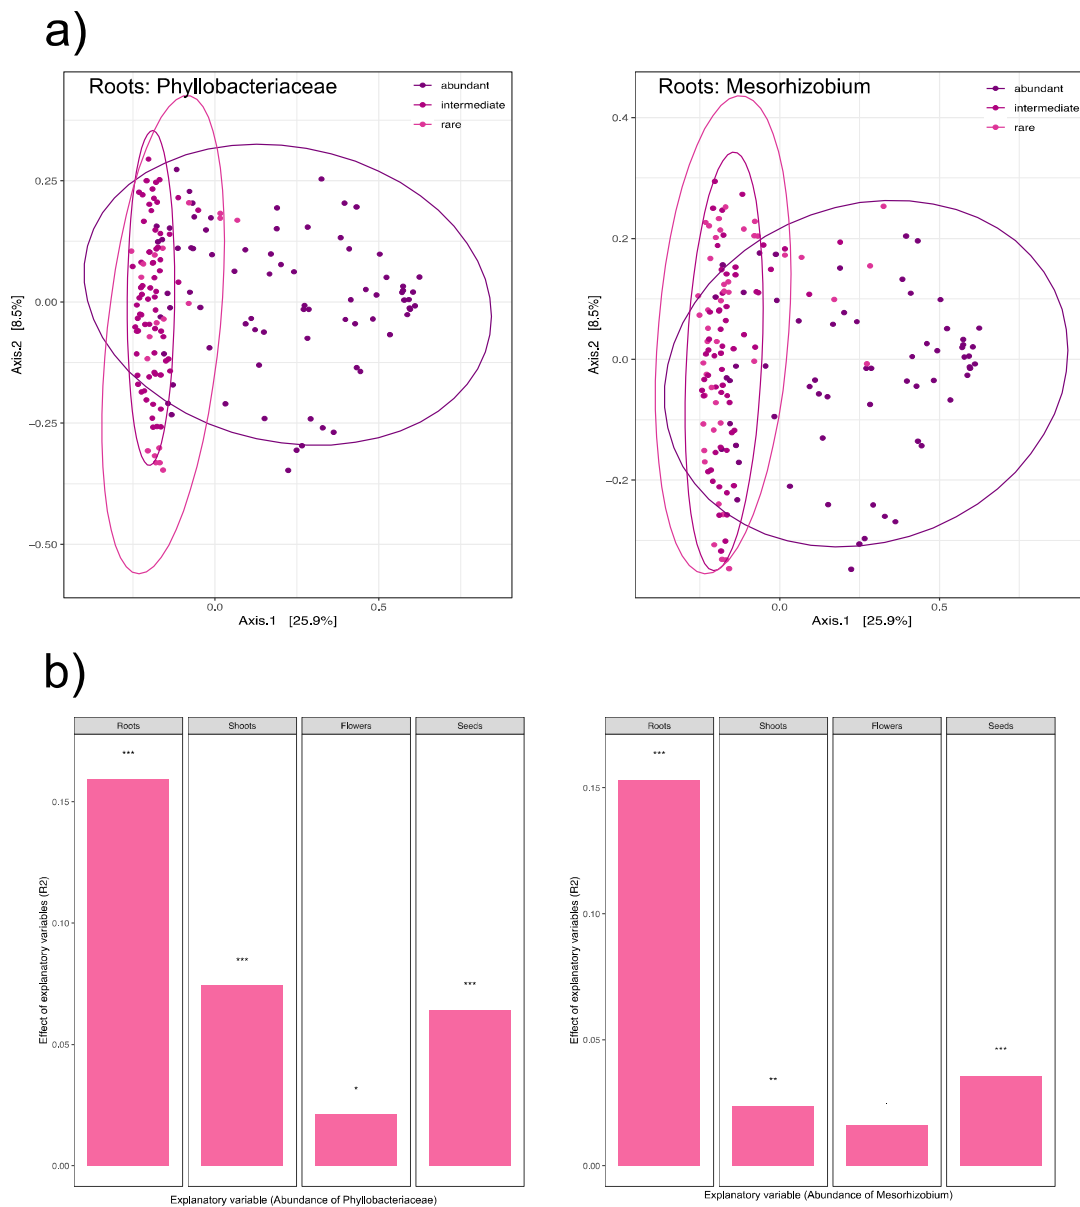 a)
Roots: Phyllobacteriaceae
abundant
intermediate
rare
0.25
0.00
−0.25
−0.50
Axis.2 [8.5%]
0.0
0.5
Axis.1 [25.9%]
Roots: Mesorhizobium
abundant
intermediate
rare
0.4
0.2
0.0
−0.2
Axis.2 [8.5%]
0.0
0.5
Axis.1 [25.9%]
b)
Roots
Shoots
Flowers
Seeds
***
***
*
***
0.15
0.10
0.05
0.00
Effect of explanatory variables (R2)
Explanatory variable (Abundance of Phyllobacteriaceae)
Roots
Shoots
Flowers
Seeds
***
**
.
***
0.15
0.10
0.05
0.00
Effect of explanatory variables (R2)
Explanatory variable (Abundance of Mesorhizobium)